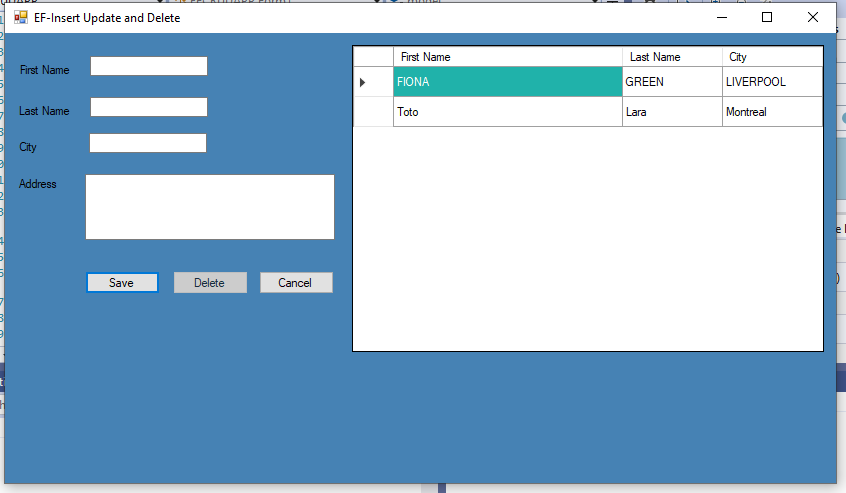 EF-Insert Update and Delete
First Name
Last Name
City
Address
Save Delete Cancel
First Name Last Name City
FIONA GREEN LIVERPOOL
Toto Lara Montreal